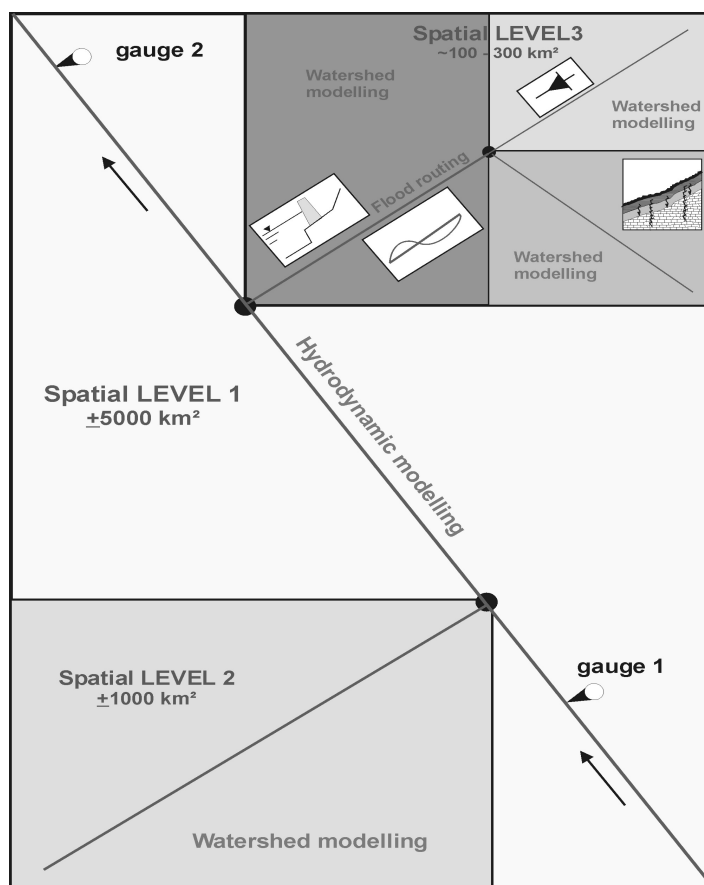 gauge 2
Spatial LEVEL3
~100 - 300 km²
Watershed
modelling
Watershed
modelling
Flood routing
Watershed
modelling
Hydrodynamic modelling
Spatial LEVEL 1
±5000 km²
gauge 1
Spatial LEVEL 2
±1000 km²
Watershed modelling